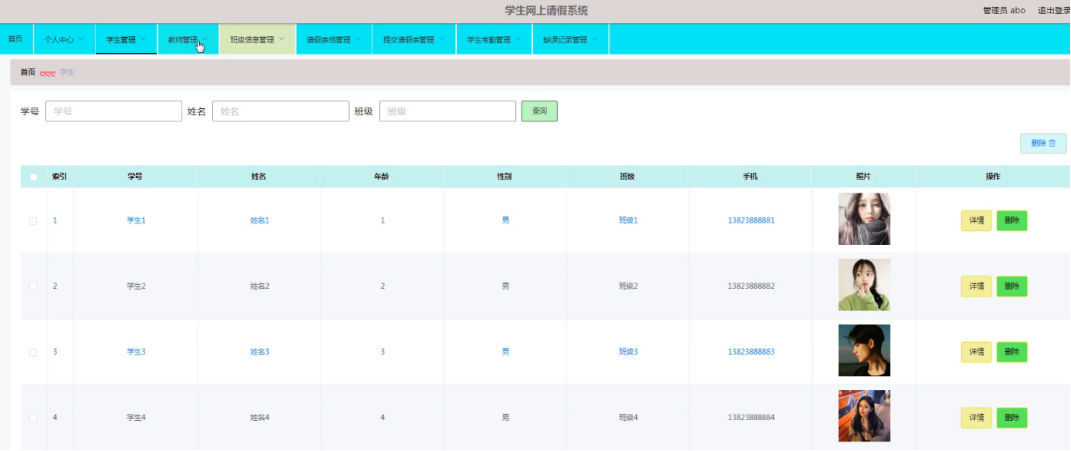 学生网上请假系统
管理员 abo 退出登录
首页 个人中心 学生管理 教师管理 班级信息管理 请假表格管理 提交请假表管理 学生考勤管理 缺课记录管理
首页 ღღღ 学生
学号 学号 姓名 姓名 班级 班级 查询
删除
索引 学号 姓名 年龄 性别 班级 手机 照片 操作
1 学生1 姓名1 1 男 班级1 13823888881 详情 删除
2 学生2 姓名2 2 男 班级2 13823888882 详情 删除
3 学生3 姓名3 3 男 班级3 13823888883 详情 删除
4 学生4 姓名4 4 男 班级4 13823888884 详情 删除